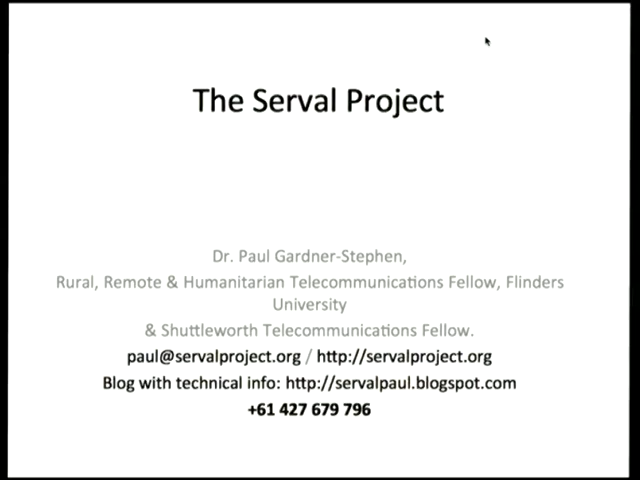 The Serval Project
Dr. Paul Gardner-Stephen,
Rural, Remote & Humanitarian Telecommunications Fellow, Flinders
University
& Shuttleworth Telecommunications Fellow.
paul@servalproject.org / http://servalproject.org
Blog with technical info: http://servalpaul.blogspot.com
+61 427 679 796